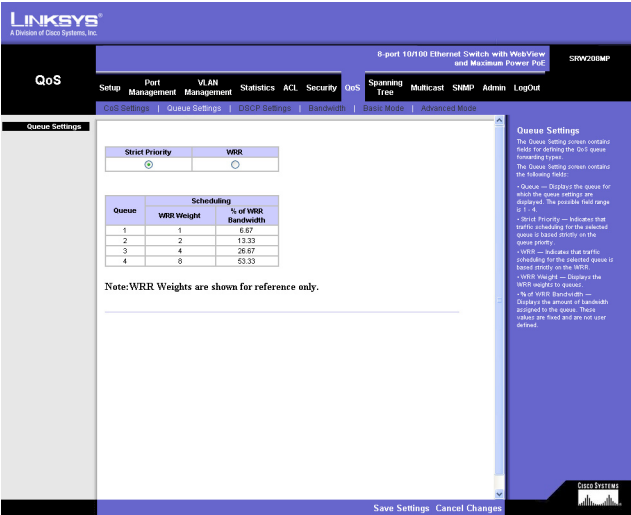 LINKSYS®
A Division of Cisco Systems, Inc.
8-port 10/100 Ethernet Switch with WebView
and Maximum Power PoE
SRW208MP
QoS
Setup
Port Management
VLAN Management
Statistics
ACL
Security
QoS
Spanning Tree
Multicast
SNMP
Admin
LogOut
CoS Settings | Queue Settings | DSCP Settings | Bandwidth | Basic Mode | Advanced Mode
Queue Settings
Strict Priority WRR
Queue Scheduling
WRR Weight % of WRR Bandwidth
1 1 6.67
2 2 13.33
3 4 26.67
4 8 53.33
Note:WRR Weights are shown for reference only.
Queue Settings
The Queue Setting screen contains
fields for defining the QoS queue
forwarding types.
The Queue Setting screen contains
the following fields:
• Queue — Displays the queue for
which the queue settings are
displayed. The possible field range
is 1 - 4.
• Strict Priority — Indicates that
traffic scheduling for the selected
queue is based strictly on the
queue priority.
• WRR — Indicates that traffic
scheduling for the selected queue is
based strictly on the WRR.
• WRR Weight — Displays the
WRR weights to queues.
• % of WRR Bandwidth —
Displays the amount of bandwidth
assigned to the queue. These
values are fixed and are not user
defined.
CISCO SYSTEMS
Save Settings Cancel Changes